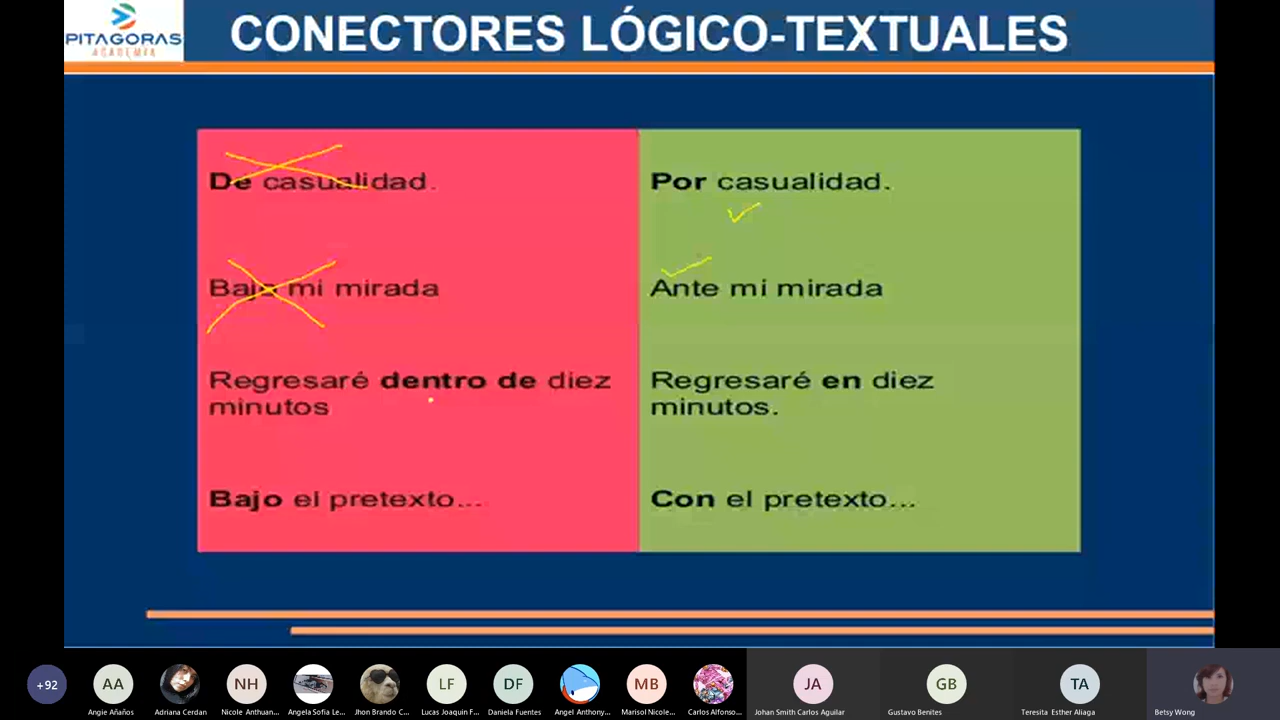 PITAGORAS
ACADEMIA
CONECTORES LÓGICO-TEXTUALES
De casualidad.
Por casualidad.
Bajo mi mirada
Ante mi mirada
Regresaré dentro de diez
minutos
Regresaré en diez
minutos.
Bajo el pretexto...
Con el pretexto...
+92
AA
NH
LF
DF
MB
JA
GB
TA
Angie Añaños
Adriana Cerdan
Nicole Anthuan...
Angela Sofia Le...
Jhon Brando C...
Lucas Joaquin F...
Daniela Fuentes
Angel Anthony...
Marisol Nicole...
Carlos Alfonso...
Johan Smith Carlos Aguilar
Gustavo Benites
Teresita Esther Aliaga
Betsy Wong